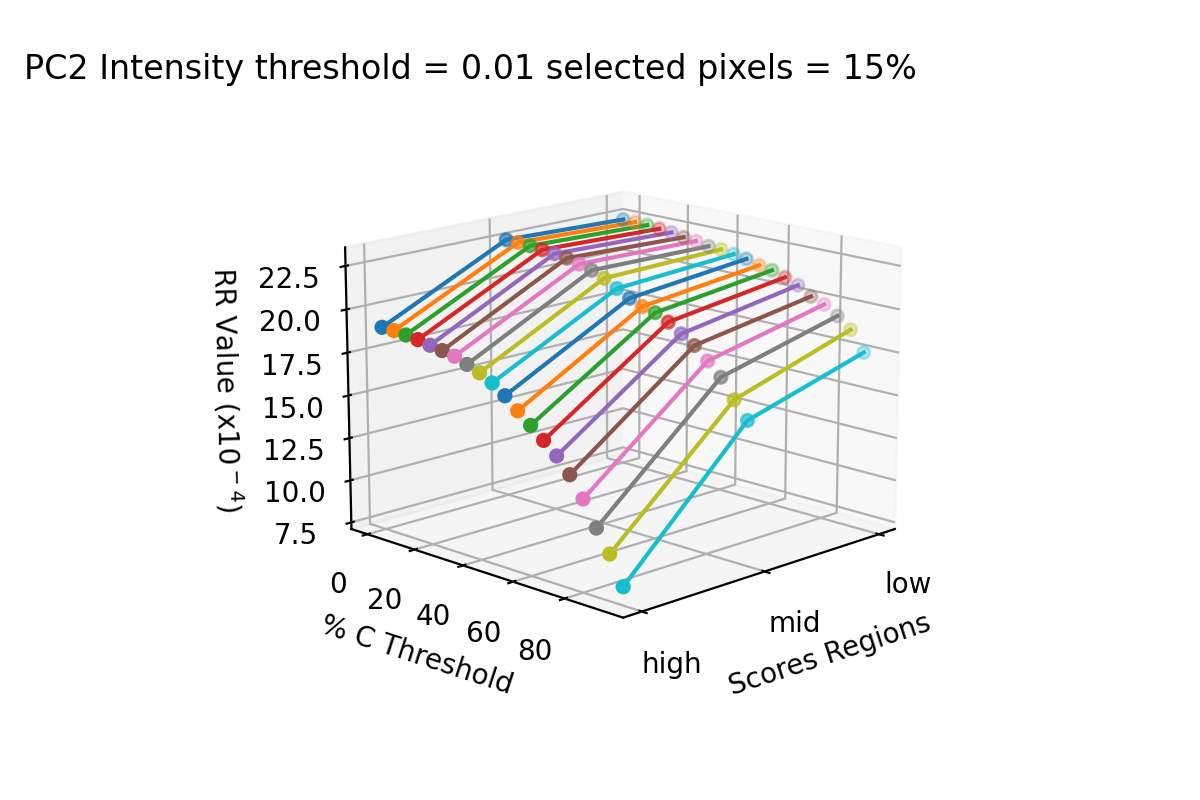 PC2 Intensity threshold = 0.01 selected pixels = 15%
RR Value (x10⁻⁴)
22.5
20.0
17.5
15.0
12.5
10.0
7.5
0
20
40
60
80
% C Threshold
high
mid
low
Scores Regions